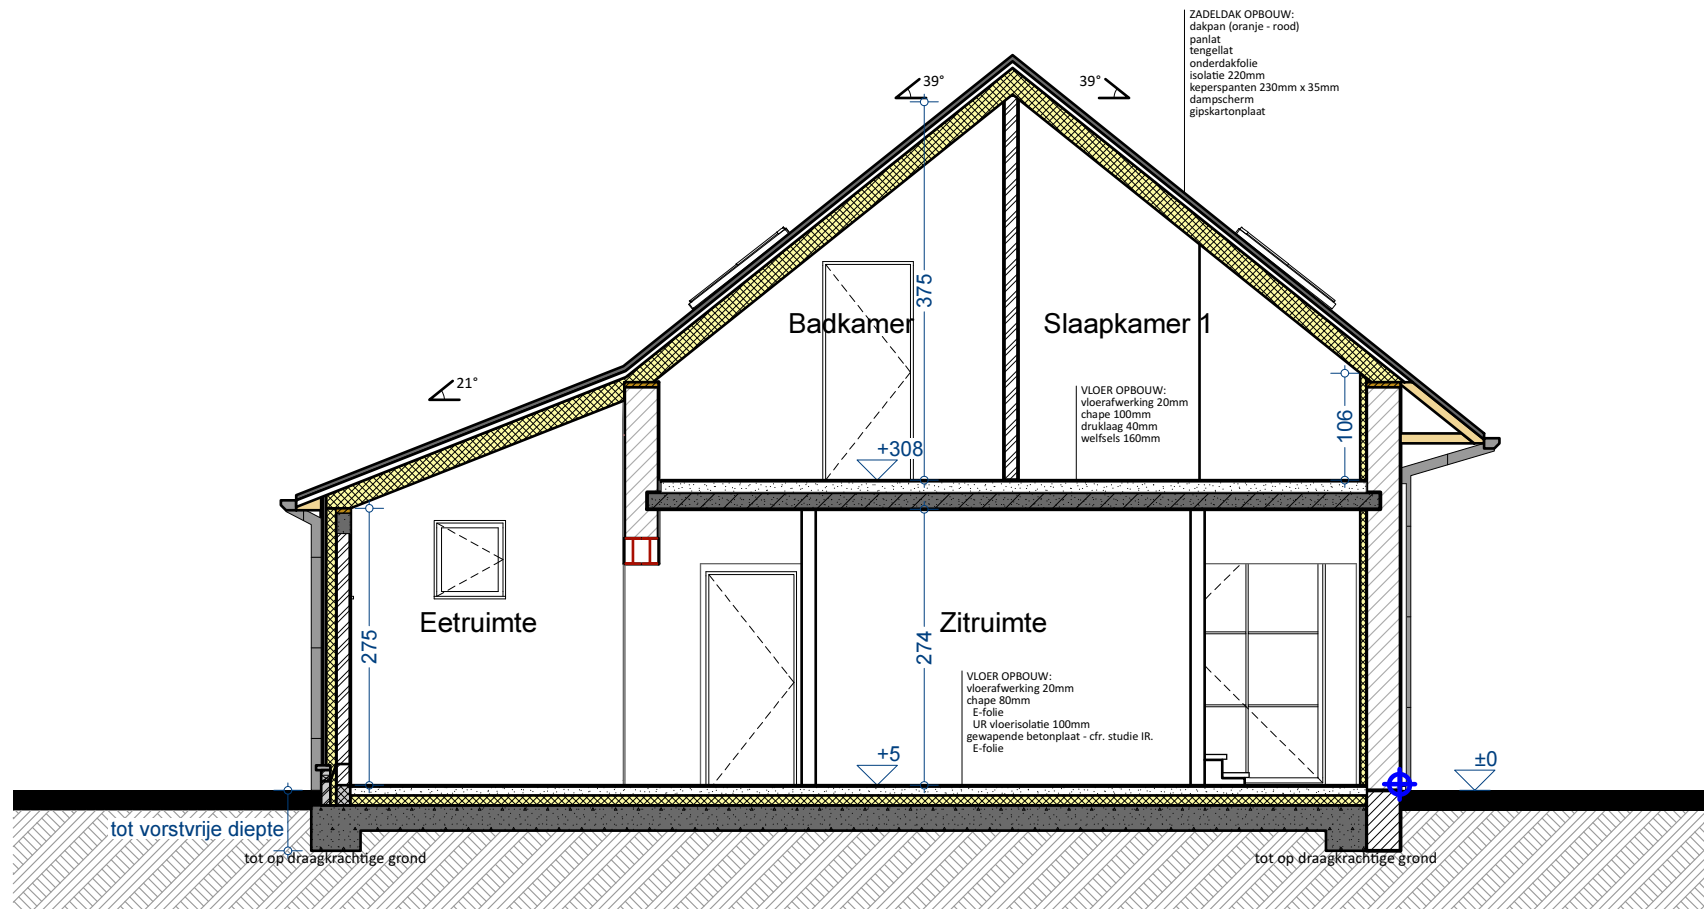 ZADELDAK OPBOUW:
dakpan (oranje - rood)
panlat
tengellat
onderdakfolie
isolatie 220mm
keperspanten 230mm x 35mm
dampscherm
gipskartonplaat
39°
39°
375
Badkamer
Slaapkamer 1
21°
VLOER OPBOUW:
vloerafwerking 20mm
chape 100mm
druklaag 40mm
welfsels 160mm
106
+308
Eetruimte
Zitruimte
275
274
VLOER OPBOUW:
vloerafwerking 20mm
chape 80mm
E-folie
UR vloerisolatie 100mm
gewapende betonplaat - cfr. studie IR.
E-folie
+5
±0
tot vorstvrije diepte
tot op draagkrachtige grond
tot op draagkrachtige grond